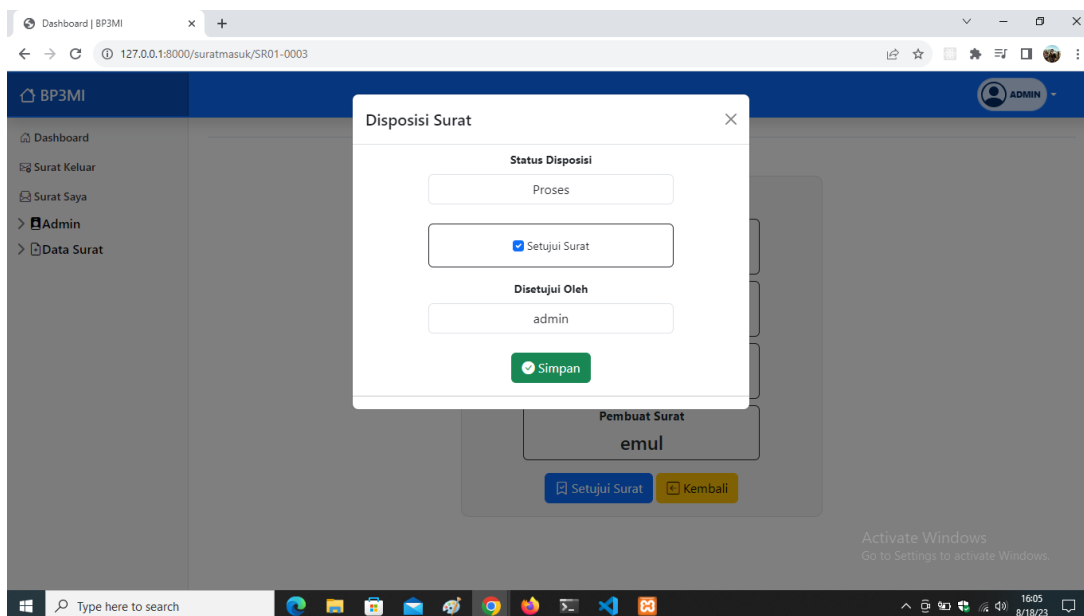 Dashboard | BP3MI
127.0.0.1:8000/suratmasuk/SR01-0003
BP3MI
ADMIN
Dashboard
Surat Keluar
Surat Saya
Admin
Data Surat
Disposisi Surat
Status Disposisi
Proses
Setujui Surat
Disetujui Oleh
admin
Simpan
Pembuat Surat
emul
Setujui Surat
Kembali
Activate Windows
Go to Settings to activate Windows.
Type here to search
16:05
8/18/23